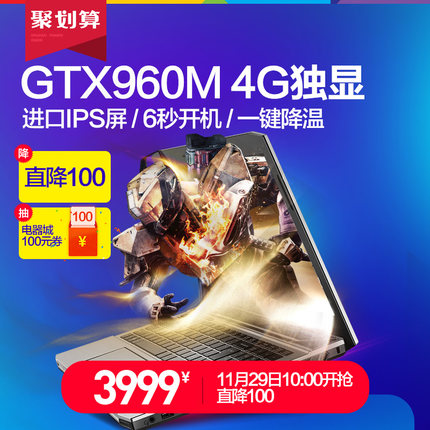 聚划算
GTX960M 4G独显
进口IPS屏 / 6秒开机 / 一键降温
降
直降100
抽
电器城
100元券
100
¥
3999¥
11月29日10:00开抢
直降100